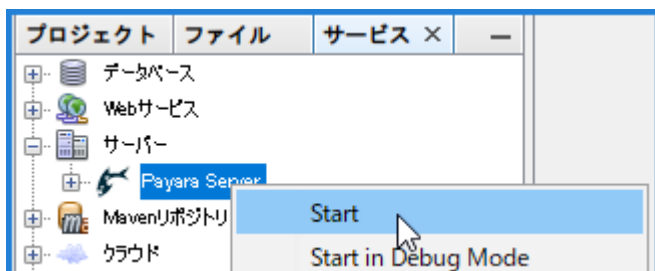 プロジェクト ファイル サービス ×
データベース
Webサービス
サーバー
Payara Server
Mavenリポジトリ
Start
クラウド
Start in Debug Mode